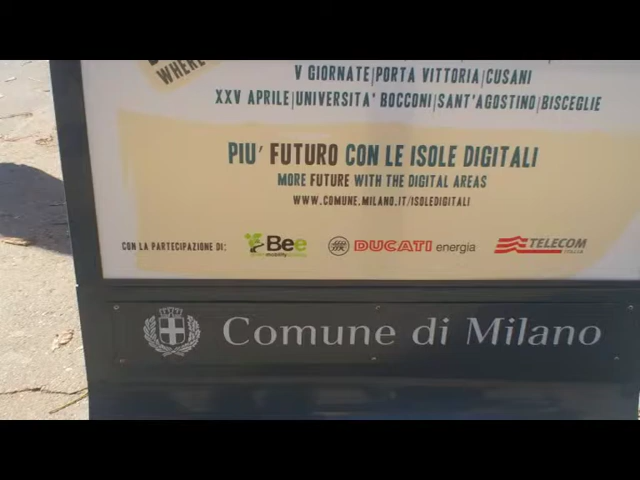 WHERE
V GIORNATE|PORTA VITTORIA|CUSANI
XXV APRILE|UNIVERSITA' BOCCONI|SANT'AGOSTINO|BISCEGLIE
PIU' FUTURO CON LE ISOLE DIGITALI
MORE FUTURE WITH THE DIGITAL AREAS
WWW.COMUNE.MILANO.IT/ISOLEDIGITALI
CON LA PARTECIPAZIONE DI: Bee DUCATI energia TELECOM
ITALIA
Comune di Milano